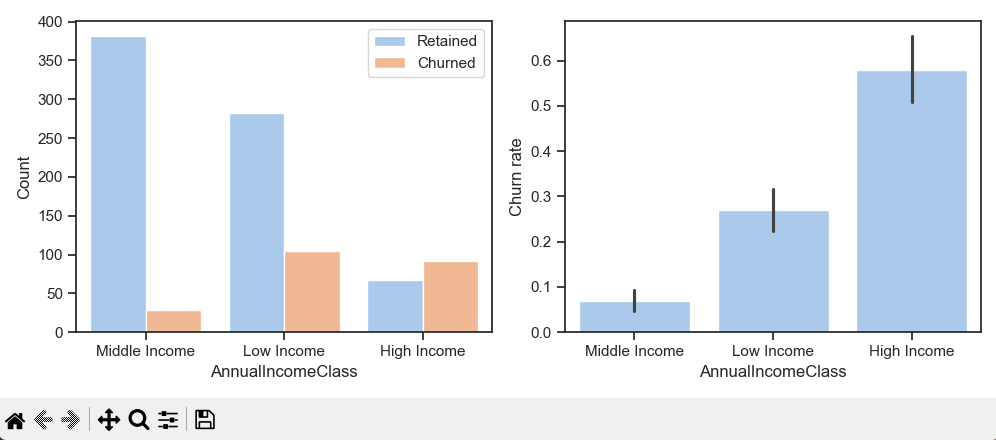 400
350
300
250
200
150
100
50
0
Count
Retained
Churned
Middle Income Low Income High Income
AnnualIncomeClass
0.6
0.5
0.4
0.3
0.2
0.1
0.0
Churn rate
Middle Income Low Income High Income
AnnualIncomeClass